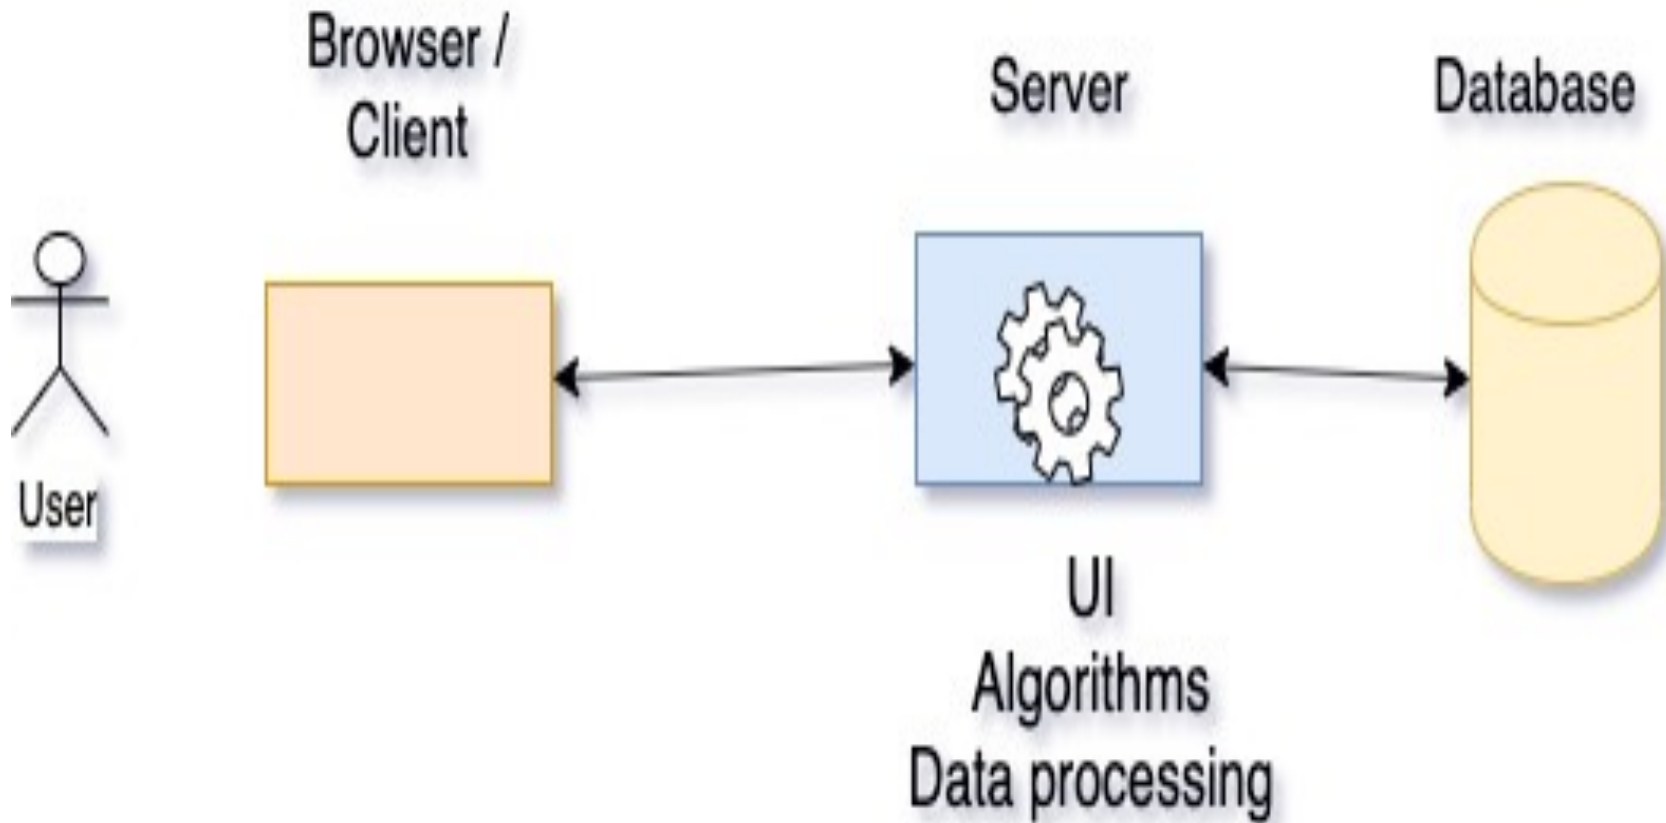 Browser /
Client
Server
Database
User
UI
Algorithms
Data processing